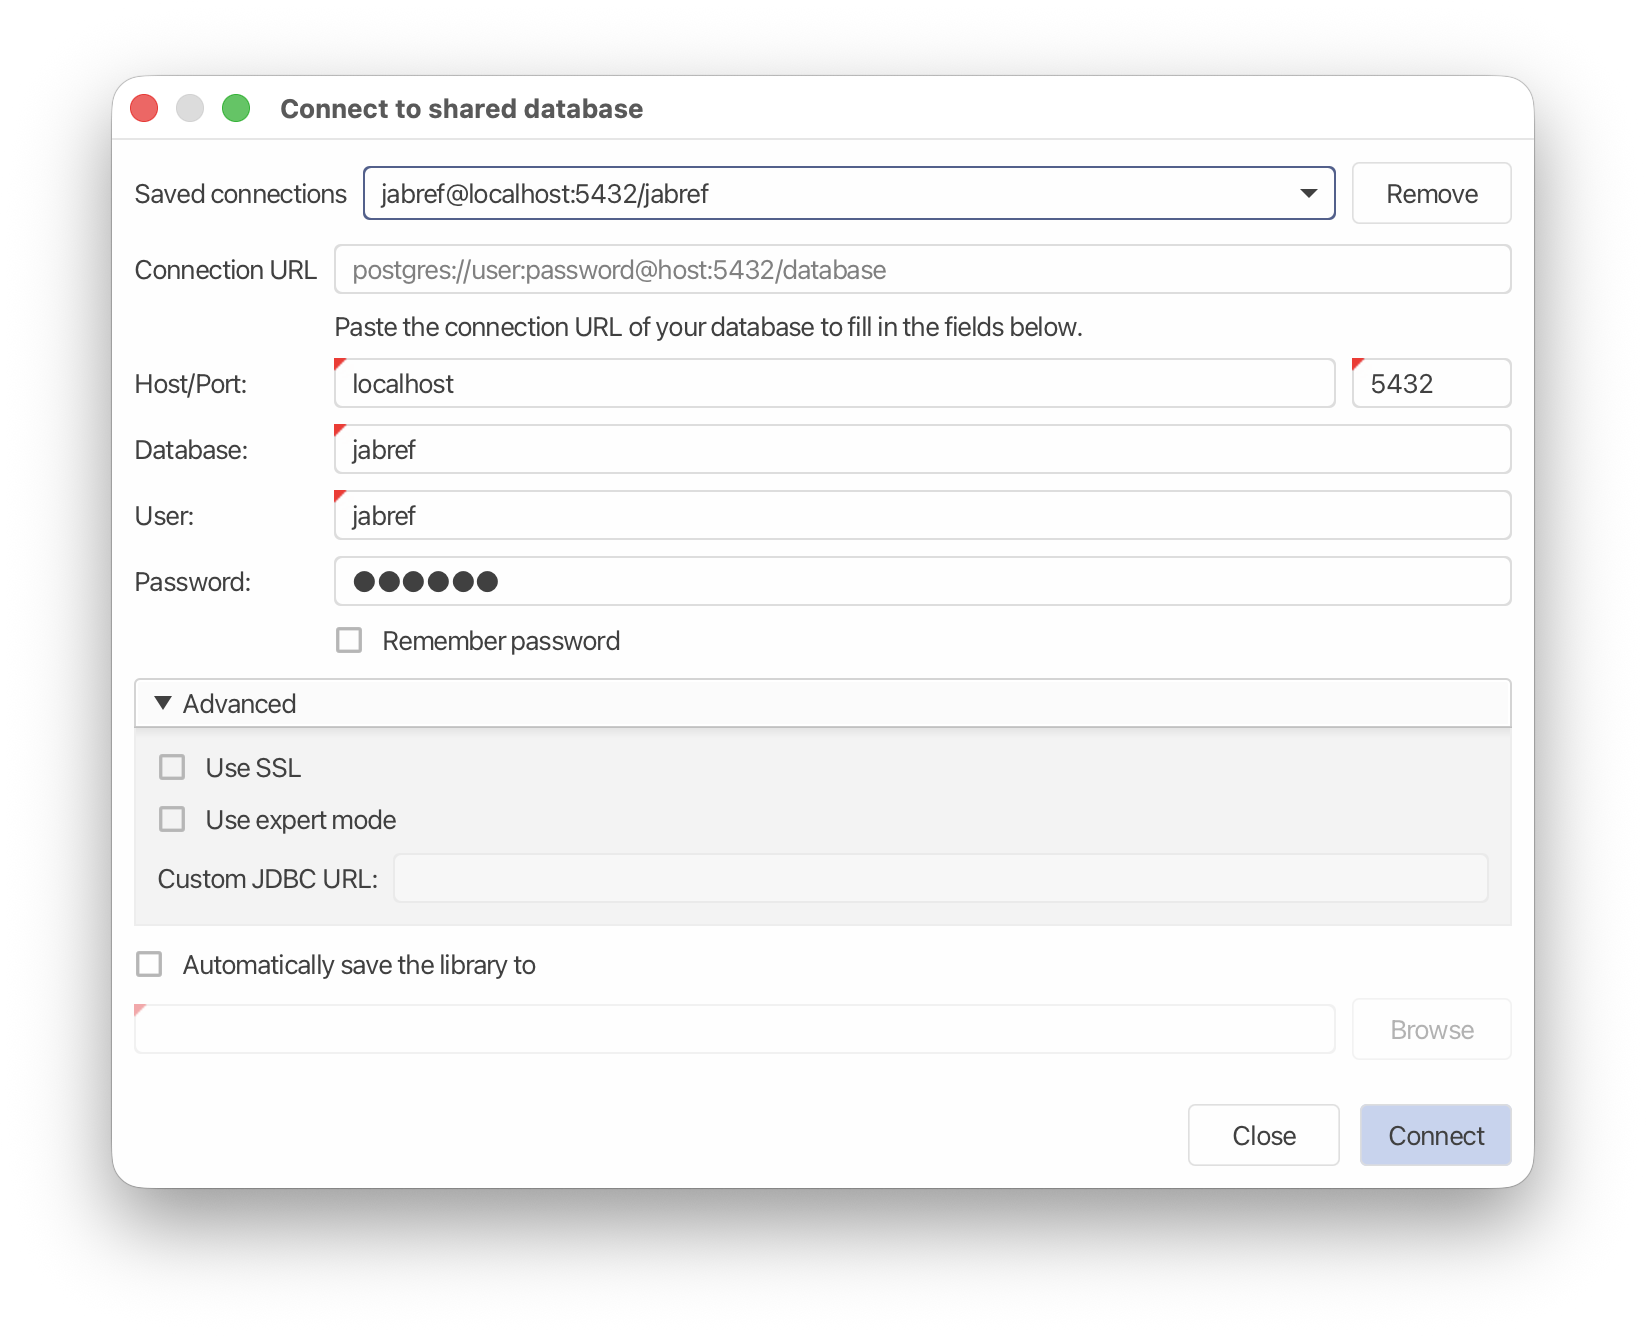 Connect to shared database
Saved connections jabref@localhost:5432/jabref Remove
Connection URL postgres://user:password@host:5432/database
Paste the connection URL of your database to fill in the fields below.
Host/Port: localhost 5432
Database: jabref
User: jabref
Password: ●●●●●●
Remember password
Advanced
Use SSL
Use expert mode
Custom JDBC URL:
Automatically save the library to
Browse
Close Connect